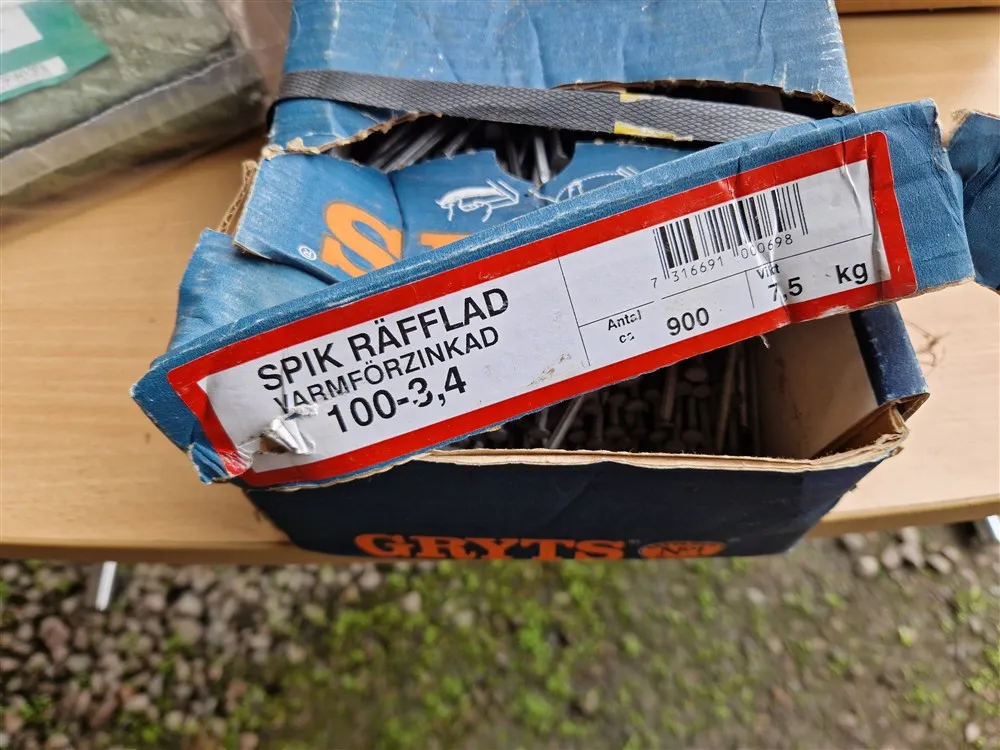 SPIK RÄFFLAD
VARMFÖRZINKAD
100-3,4
7 316691 000698
Antal
ca
900
Vikt
7,5 kg
GRYTS